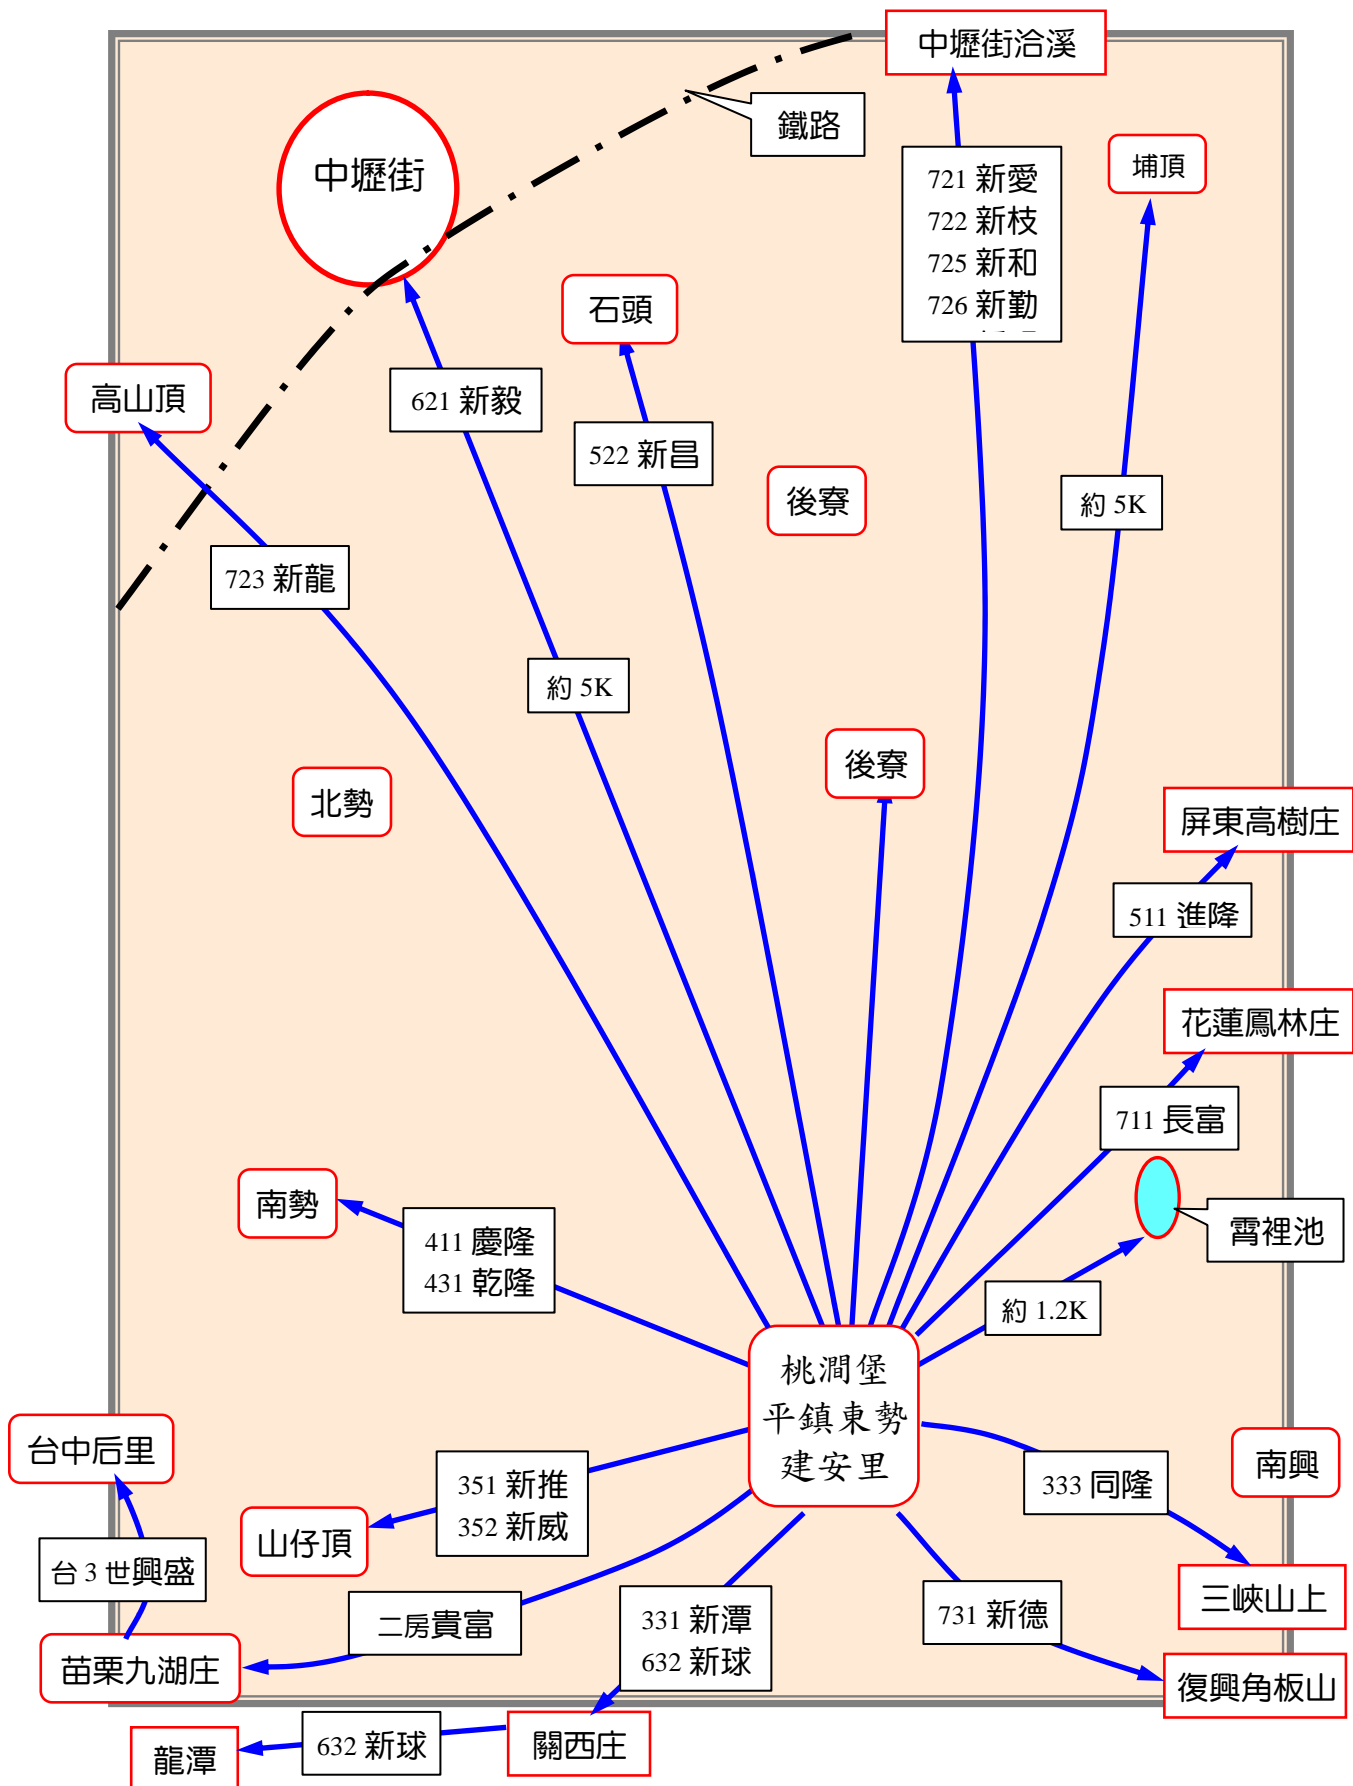 中壢街洽溪
鐵路
中壢街
721 新愛
722 新枝
725 新和
726 新勤
埔頂
石頭
高山頂
621 新毅
522 新昌
後寮
約 5K
723 新龍
約 5K
後寮
北勢
屏東高樹庄
511 進隆
花蓮鳳林庄
711 長富
南勢
霄裡池
411 慶隆
431 乾隆
約 1.2K
桃澗堡
平鎮東勢
建安里
台中后里
南興
351 新推
352 新威
333 同隆
山仔頂
台 3 世興盛
三峽山上
二房貴富
331 新潭
632 新球
731 新德
苗栗九湖庄
復興角板山
632 新球
關西庄
龍潭